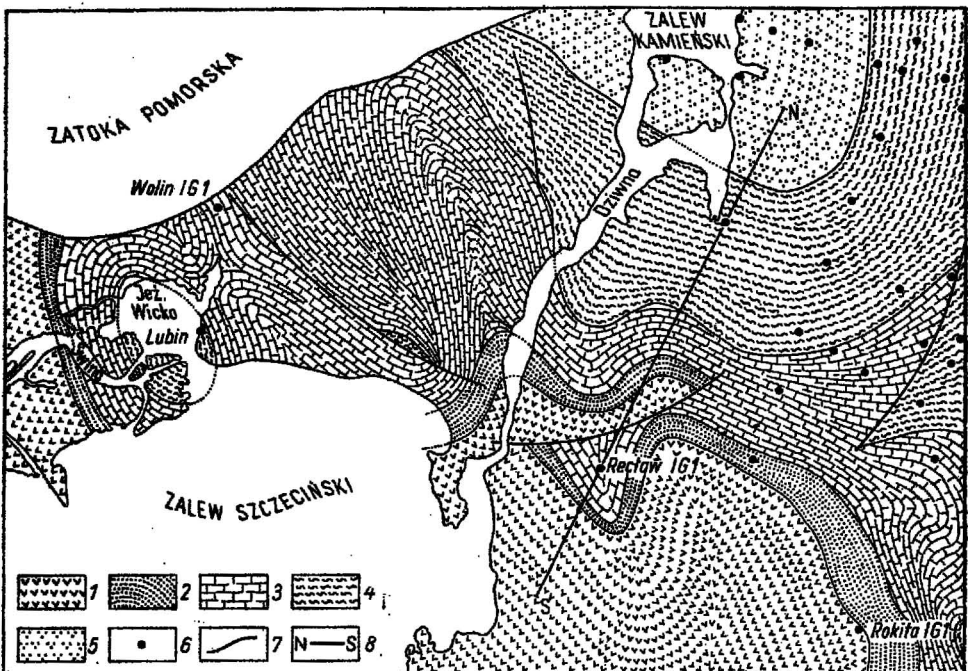 ZALEW
KAMIEŃSKI
ZATOKA POMORSKA
N
DZIWNA
Wolin IG1
Jez.
Wicko
Lubin
Recław IG1
ZALEW SZCZECIŃSKI
S
1
2
3
4
5
6
7
N — S 8
Rokita IG1